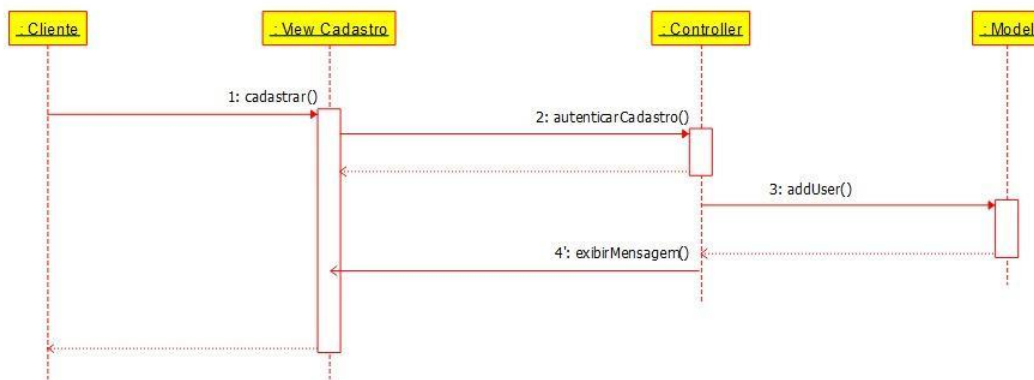 : Cliente
: View Cadastro
: Controller
: Model
1: cadastrar()
2: autenticarCadastro()
3: addUser()
4': exibirMensagem()